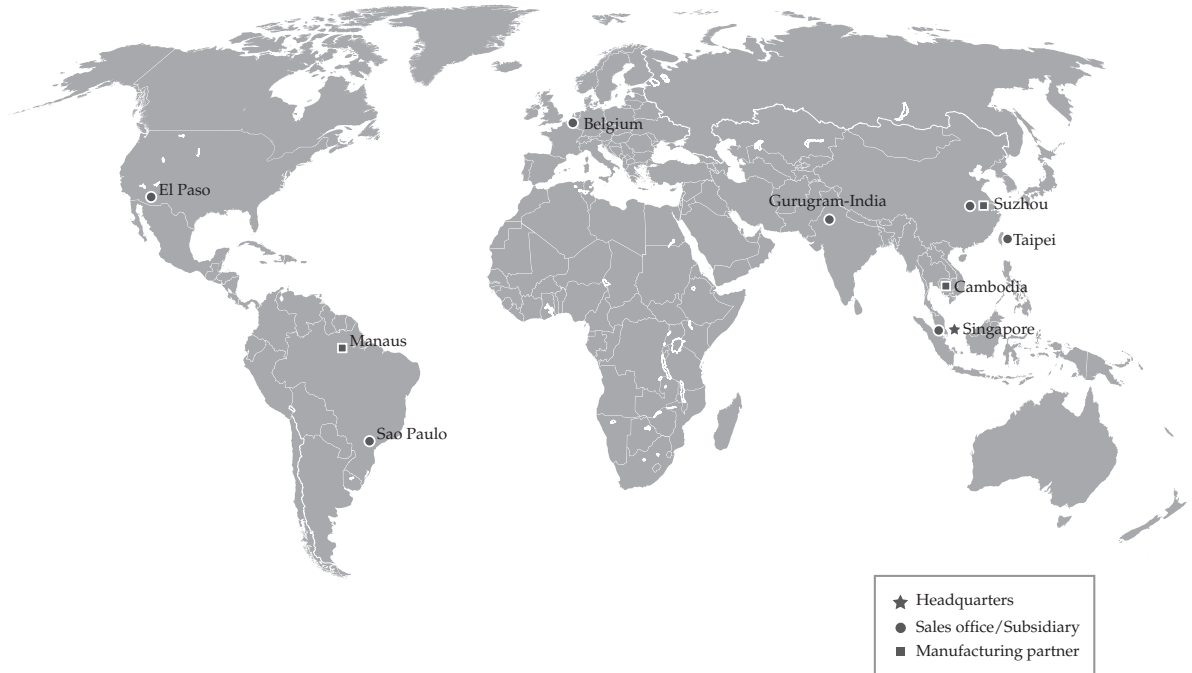 Belgium
El Paso
Gurugram-India
Suzhou
Taipei
Cambodia
Singapore
Manaus
Sao Paulo
Headquarters
Sales office/Subsidiary
Manufacturing partner